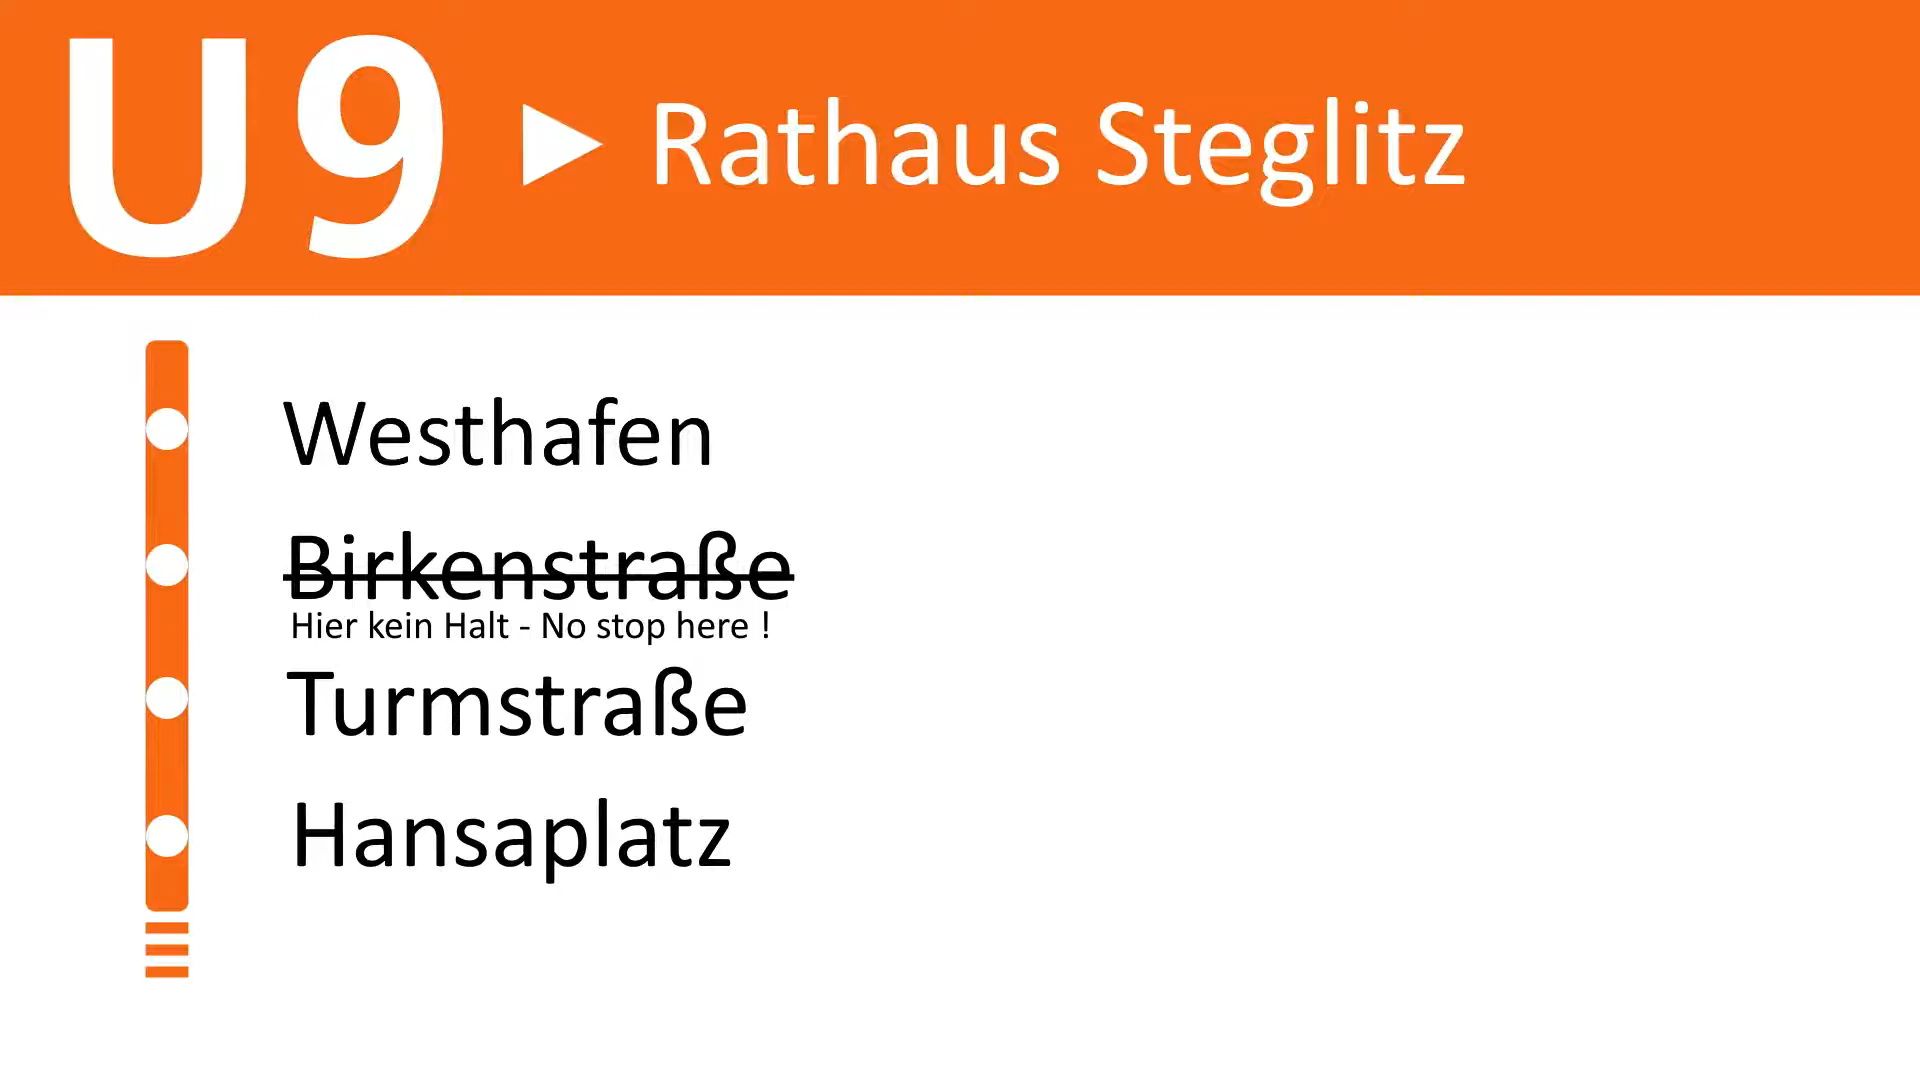 U9 ▶ Rathaus Steglitz
Westhafen
Birkenstraße
Hier kein Halt - No stop here !
Turmstraße
Hansaplatz